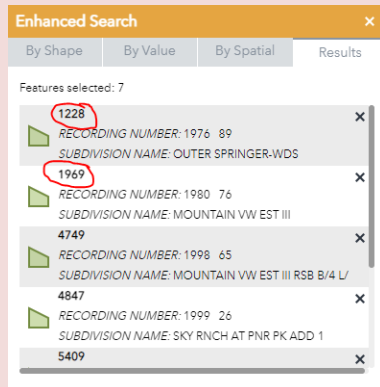 Enhanced Search ×
By Shape By Value By Spatial Results
Features selected: 7
1228 ×
RECORDING NUMBER: 1976 89
SUBDIVISION NAME: OUTER SPRINGER-WDS
1969 ×
RECORDING NUMBER: 1980 76
SUBDIVISION NAME: MOUNTAIN VW EST III
4749 ×
RECORDING NUMBER: 1998 65
SUBDIVISION NAME: MOUNTAIN VW EST III RSB B/4 L/
4847 ×
RECORDING NUMBER: 1999 26
SUBDIVISION NAME: SKY RNCH AT PNR PK ADD 1
5409 ×